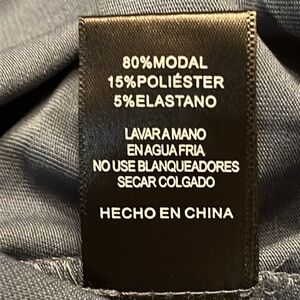 80%MODAL
15%POLIÉSTER
5%ELASTANO
LAVAR A MANO
EN AGUA FRIA
NO USE BLANQUEADORES
SECAR COLGADO
HECHO EN CHINA